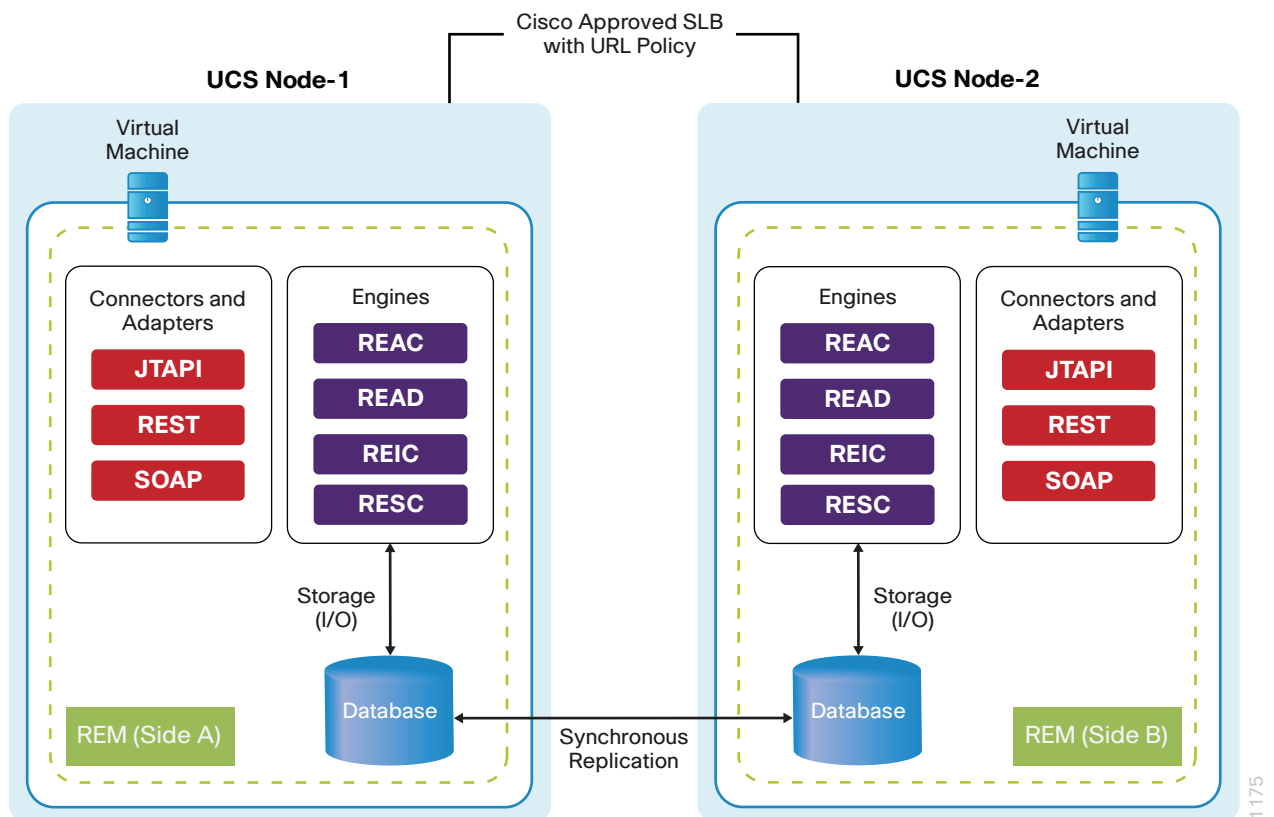 Cisco Approved SLB
with URL Policy
UCS Node-1
Virtual
Machine
Connectors and
Adapters
JTAPI
REST
SOAP
Engines
REAC
READ
REIC
RESC
Storage
(I/O)
Database
REM (Side A)
Synchronous
Replication
UCS Node-2
Virtual
Machine
Engines
REAC
READ
REIC
RESC
Connectors and
Adapters
JTAPI
REST
SOAP
Storage
(I/O)
Database
REM (Side B)
1175